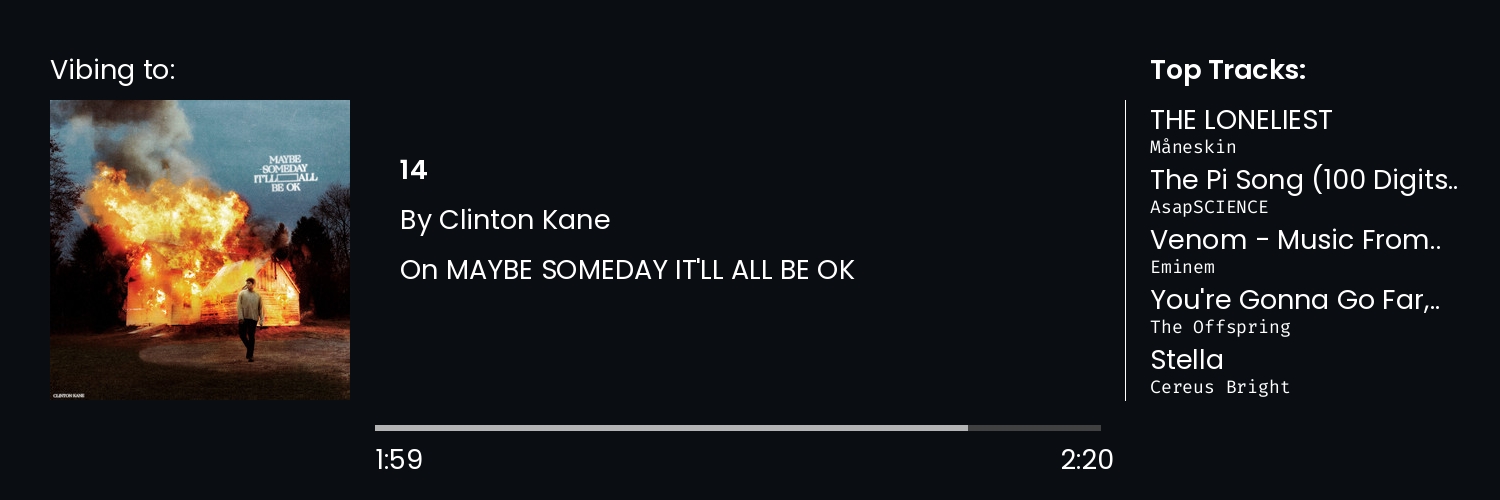 Vibing to:
MAYBE
SOMEDAY
IT'LL ALL
BE OK
CLINTON KANE
14
By Clinton Kane
On MAYBE SOMEDAY IT'LL ALL BE OK
1:59
2:20
Top Tracks:
THE LONELIEST
Måneskin
The Pi Song (100 Digits..
AsapSCIENCE
Venom - Music From..
Eminem
You're Gonna Go Far,..
The Offspring
Stella
Cereus Bright